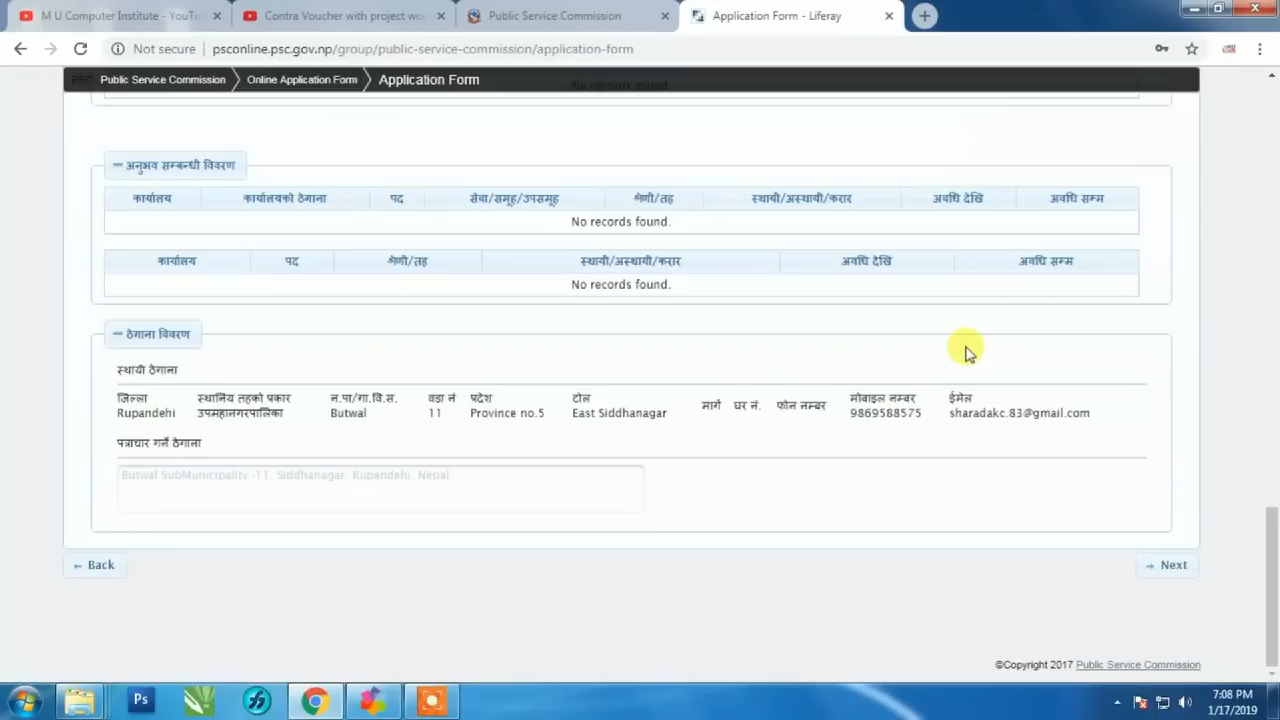 M U Computer Institute - YouTu
Contra Voucher with project wo
Public Service Commission
Application Form - Liferay
Not secure
psconline.psc.gov.np/group/public-service-commission/application-form
Public Service Commission
Online Application Form
Application Form
अनुभव सम्बन्धी विवरण
कार्यालय कार्यालयको ठेगाना पद सेवा/समूह/उपसमूह श्रेणी/तह स्थायी/अस्थायी/करार अवधि देखि अवधि सम्म
No records found.
कार्यालय पद श्रेणी/तह स्थायी/अस्थायी/करार अवधि देखि अवधि सम्म
No records found.
ठेगाना विवरण
स्थायी ठेगाना
जिल्ला स्थानिय तहको प्रकार न.पा/गा.वि.स. वडा नं प्रदेश टोल मार्ग घर नं. फोन नम्बर मोबाइल नम्बर ईमेल
Rupandehi उपमहानगरपालिका Butwal 11 Province no.5 East Siddhanagar 9869588575 sharadakc.83@gmail.com
पत्राचार गर्ने ठेगाना
Butwal SubMumicipality -11, Siddhanagar, Rupandehi, Nepal
← Back
→ Next
©Copyright 2017 Public Service Commission
Ps
7:08 PM
1/17/2019